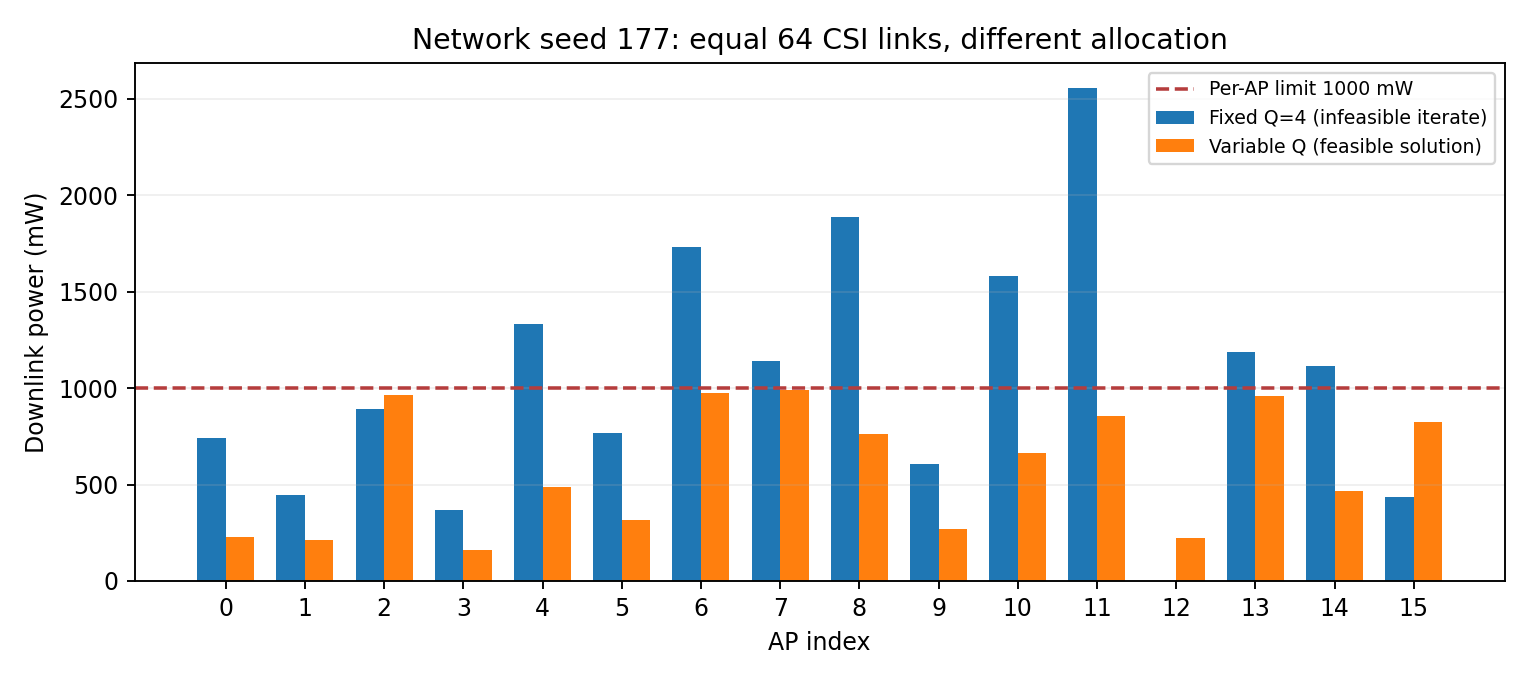 Network seed 177: equal 64 CSI links, different allocation
Per-AP limit 1000 mW
Fixed Q=4 (infeasible iterate)
Variable Q (feasible solution)
Downlink power (mW)
2500
2000
1500
1000
500
0
0 1 2 3 4 5 6 7 8 9 10 11 12 13 14 15
AP index